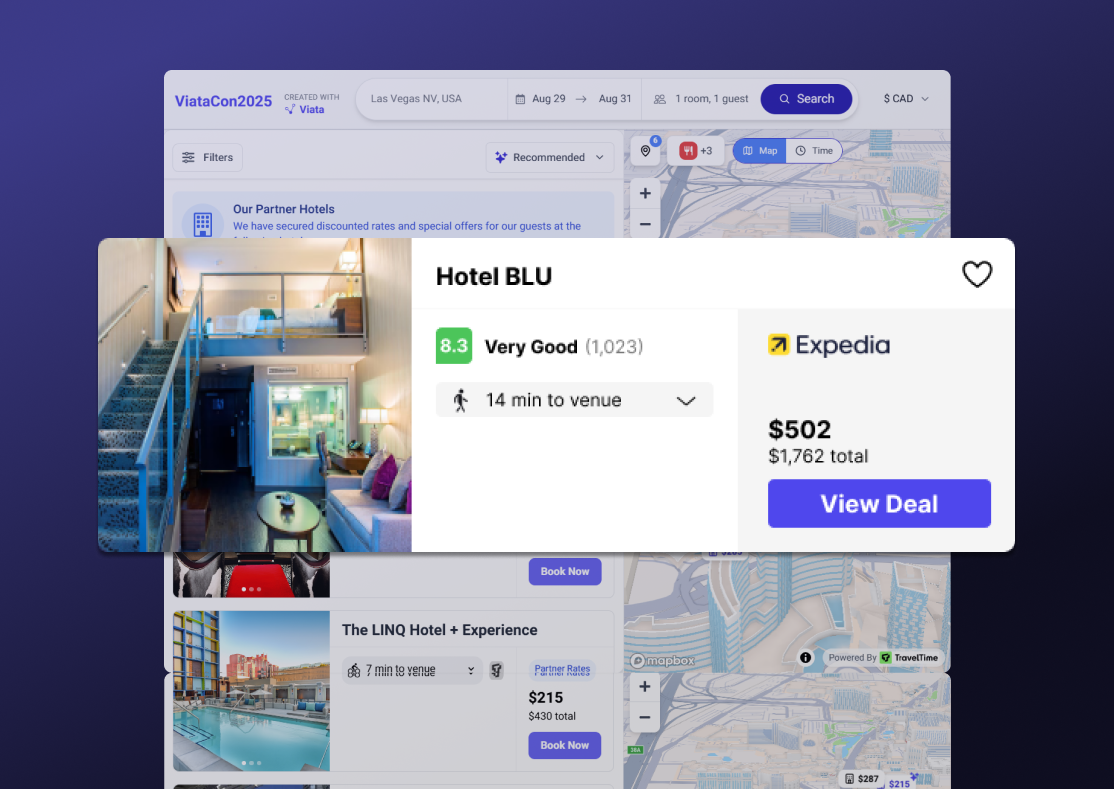 ViataCon2025
CREATED WITH
Viata
Las Vegas NV, USA
Aug 29 → Aug 31
1 room, 1 guest
Search
$ CAD
Filters
Recommended
6
+3
Map
Time
+
−
Our Partner Hotels
We have secured discounted rates and special offers for our guests at the
Hotel BLU
8.3 Very Good (1,023)
14 min to venue
Expedia
$502
$1,762 total
View Deal
Book Now
The LINQ Hotel + Experience
7 min to venue
Partner Rates
$215
$430 total
Book Now
mapbox
Powered By TravelTime
+
−
$287
$215